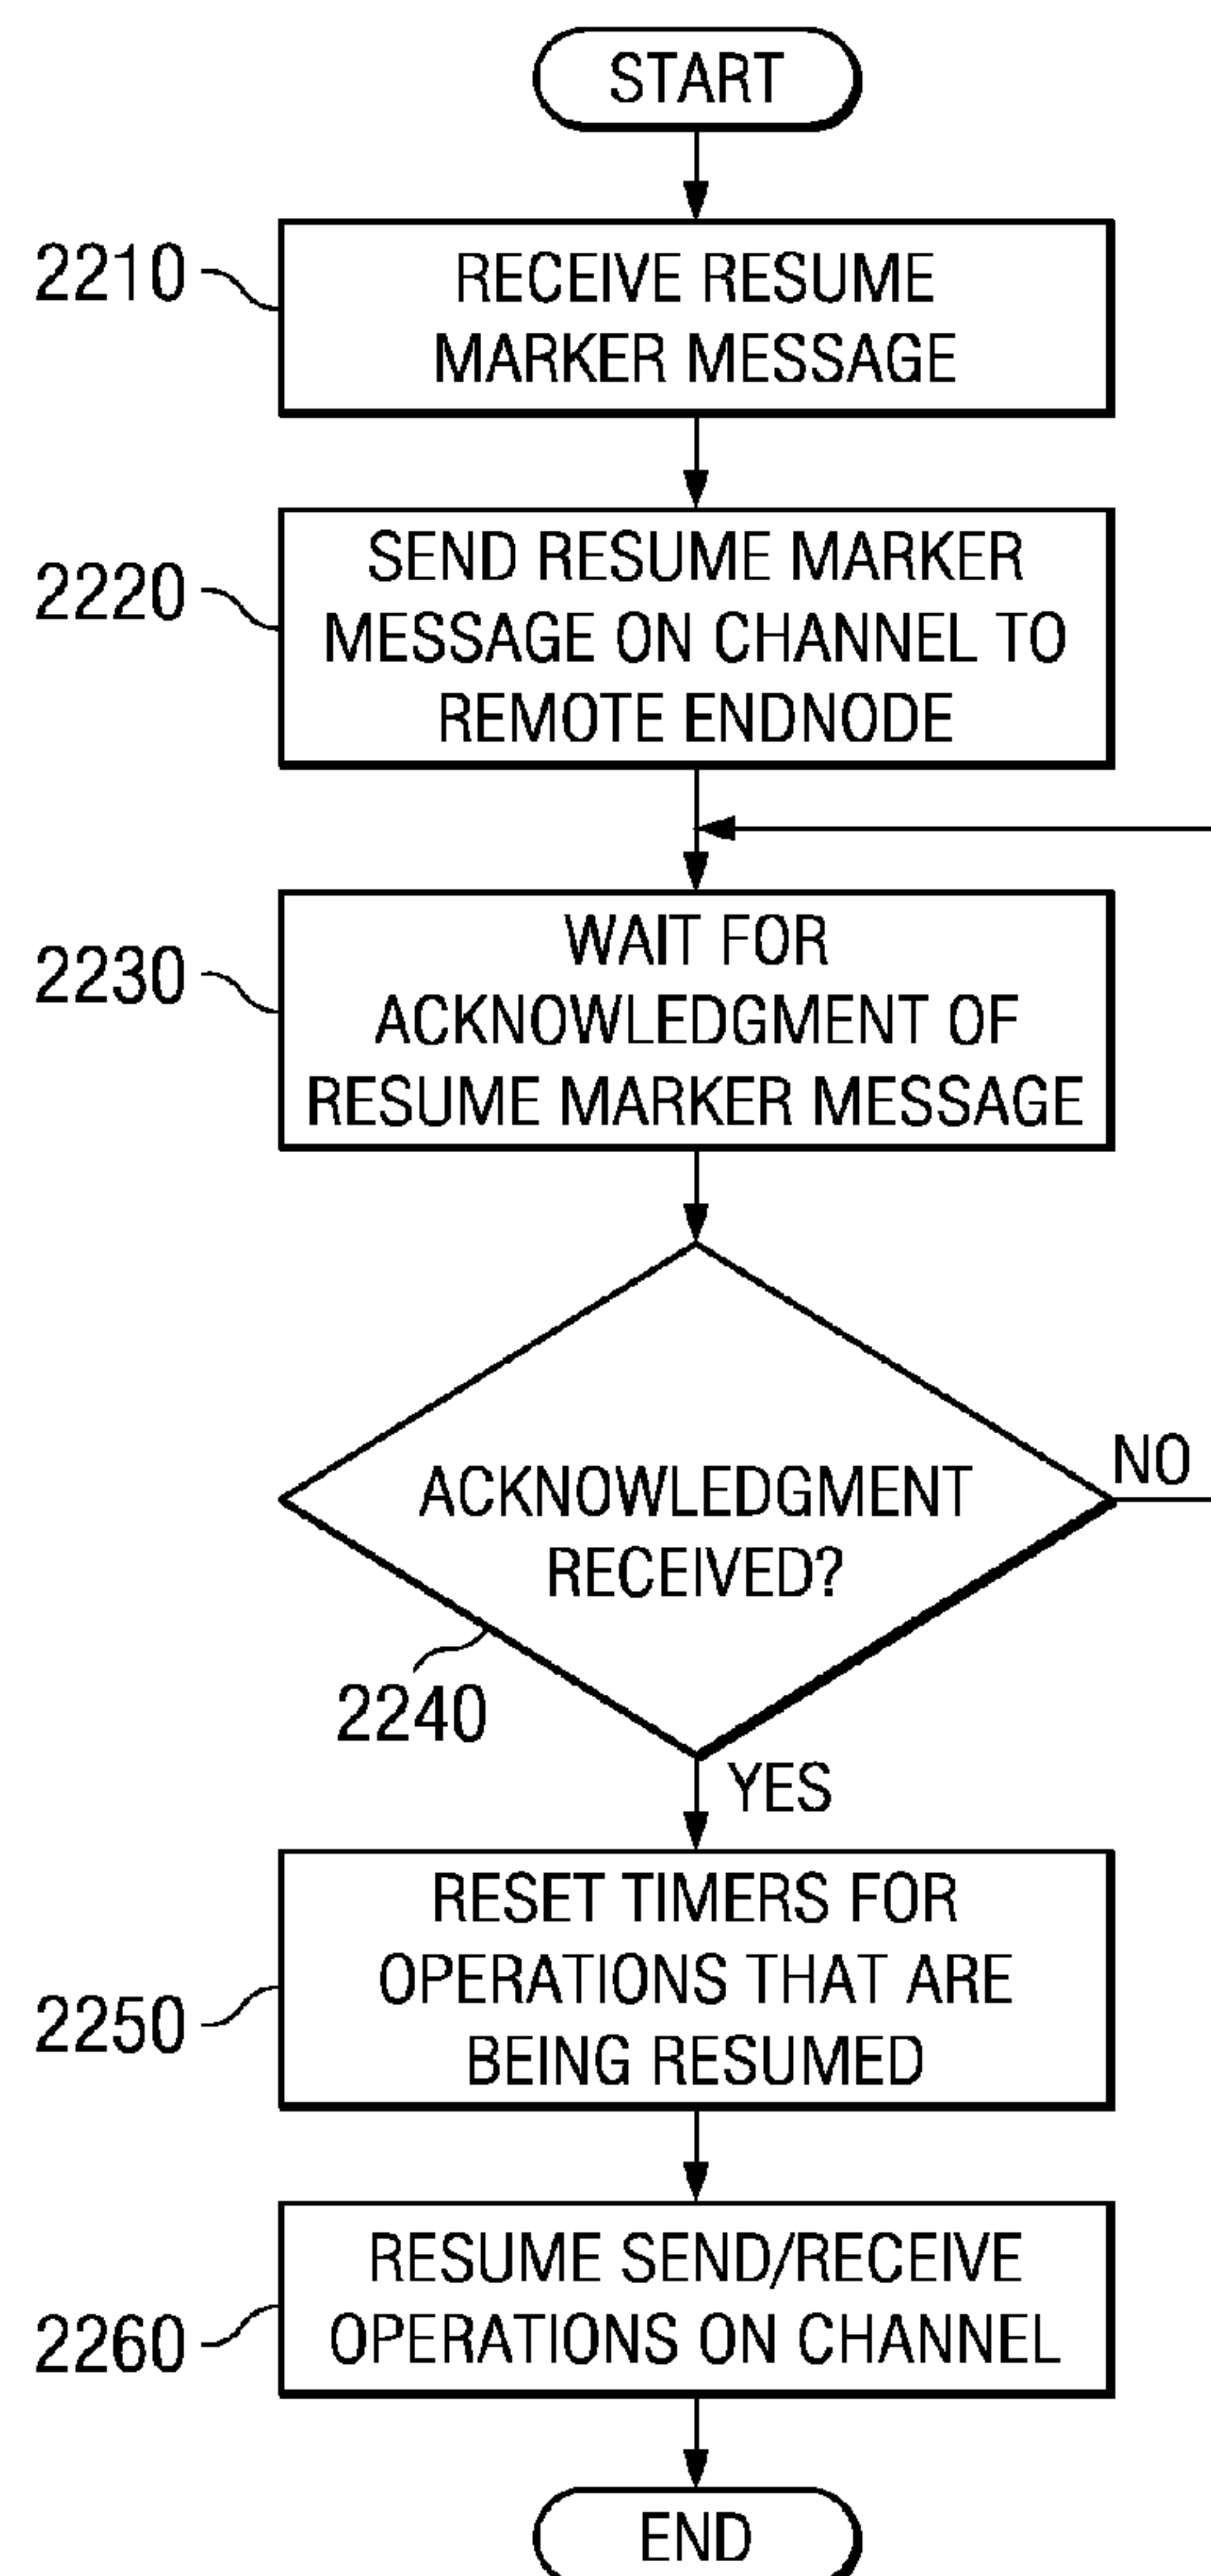 START
2210
RECEIVE RESUME
MARKER MESSAGE
2220
SEND RESUME MARKER
MESSAGE ON CHANNEL TO
REMOTE ENDNODE
2230
WAIT FOR
ACKNOWLEDGMENT OF
RESUME MARKER MESSAGE
ACKNOWLEDGMENT
RECEIVED?
NO
2240
YES
2250
RESET TIMERS FOR
OPERATIONS THAT ARE
BEING RESUMED
2260
RESUME SEND/RECEIVE
OPERATIONS ON CHANNEL
END